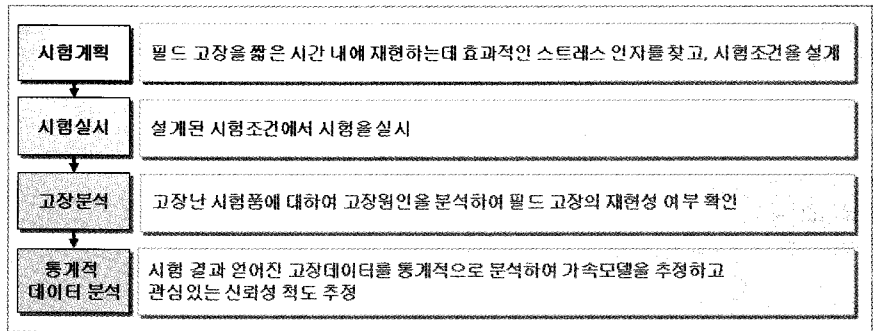 시험계획
필드 고장을 짧은 시간 내에 재현하는데 효과적인 스트레스 인자를 찾고, 시험조건을 설계
시험실시
설계된 시험조건에서 시험을 실시
고장분석
고장난 시험품에 대하여 고장원인을 분석하여 필드 고장의 재현성 여부 확인
통계적
데이터 분석
시험 결과 얻어진 고장데이터를 통계적으로 분석하여 가속모델을 추정하고
관심있는 신뢰성 척도 추정